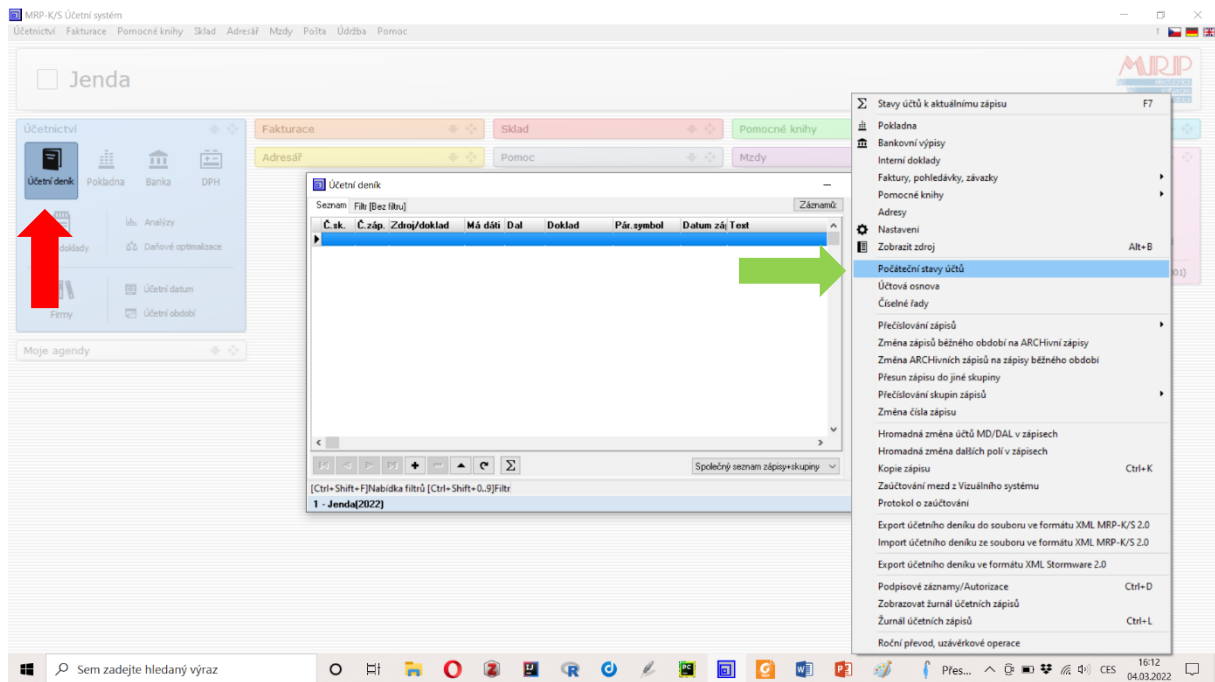 MRP-K/S Účetní systém
Účetnictví Fakturace Pomocné knihy Sklad Adresář Mzdy Pošta Údržba Pomoc
Jenda
MRP
Účetnictví
Fakturace
Sklad
Pomocné knihy
Adresář
Pomoc
Mzdy
Účetní deník
Pokladna
Banka
DPH
Analýzy
doklady
Daňové optimalizace
Účetní datum
Firmy
Účetní období
Moje agendy
Účetní deník
Seznam Filtr [Bez filtru]
Záznamů:
Č.sk. Č.záp. Zdroj/doklad Má dáti Dal Doklad Pár.symbol Datum zá Text
Společný seznam zápisy+skupiny
[Ctrl+Shift+F]Nabídka filtrů [Ctrl+Shift+0..9]Filtr
1 - Jenda(2022)
Stavy účtů k aktuálnímu zápisu F7
Pokladna
Bankovní výpisy
Interní doklady
Faktury, pohledávky, závazky
Pomocné knihy
Adresy
Nastavení
Zobrazit zdroj Alt+B
Počáteční stavy účtů
Účtová osnova
Číselné řady
Přečíslování zápisů
Změna zápisů běžného období na ARCHivní zápisy
Změna ARCHivních zápisů na zápisy běžného období
Přesun zápisu do jiné skupiny
Přečíslování skupin zápisů
Změna čísla zápisu
Hromadná změna účtů MD/DAL v zápisech
Hromadná změna dalších polí v zápisech
Kopie zápisu Ctrl+K
Zaúčtování mezd z Vizuálního systému
Protokol o zaúčtování
Export účetního deníku do souboru ve formátu XML MRP-K/S 2.0
Import účetního deníku ze souboru ve formátu XML MRP-K/S 2.0
Export účetního deníku ve formátu XML Stormware 2.0
Podpisové záznamy/Autorizace Ctrl+D
Zobrazovat žurnál účetních zápisů
Žurnál účetních zápisů Ctrl+L
Roční převod, uzávěrkové operace
Sem zadejte hledaný výraz
Přes...
CES
16:12
04.03.2022